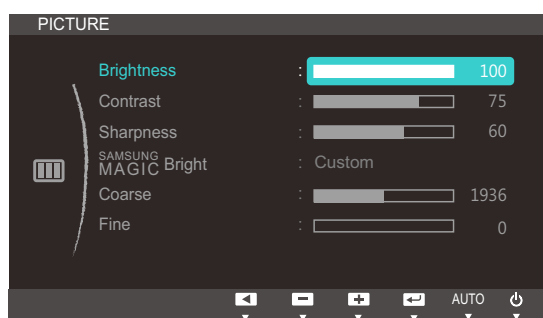 PICTURE
Brightness : 100
Contrast : 75
Sharpness : 60
SAMSUNG MAGIC Bright : Custom
Coarse : 1936
Fine : 0
AUTO